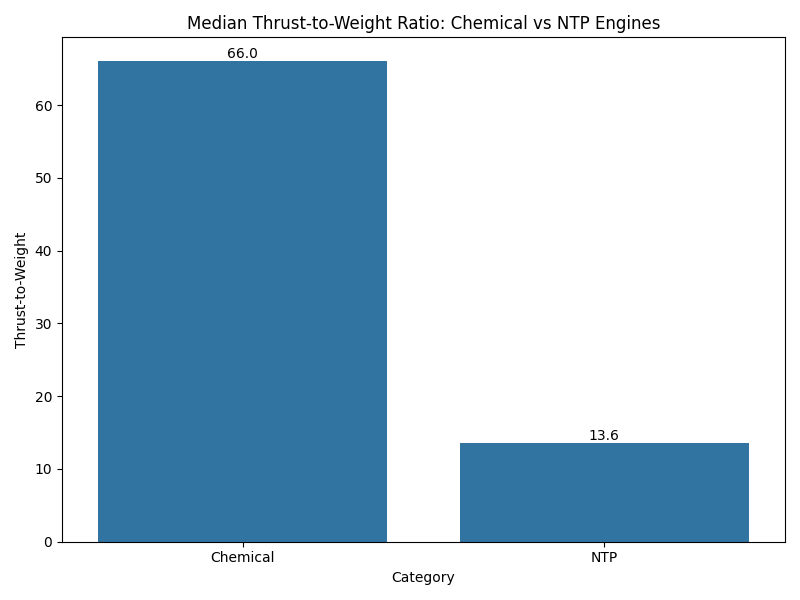 Median Thrust-to-Weight Ratio: Chemical vs NTP Engines
66.0
13.6
Thrust-to-Weight
60
50
40
30
20
10
0
Chemical
NTP
Category